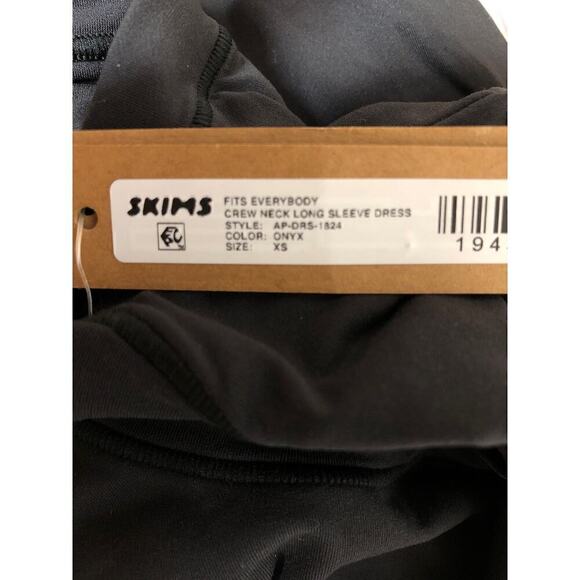 SKIMS
FITS EVERYBODY
CREW NECK LONG SLEEVE DRESS
STYLE: AP-DRS-1824
COLOR: ONYX
SIZE: XS
194